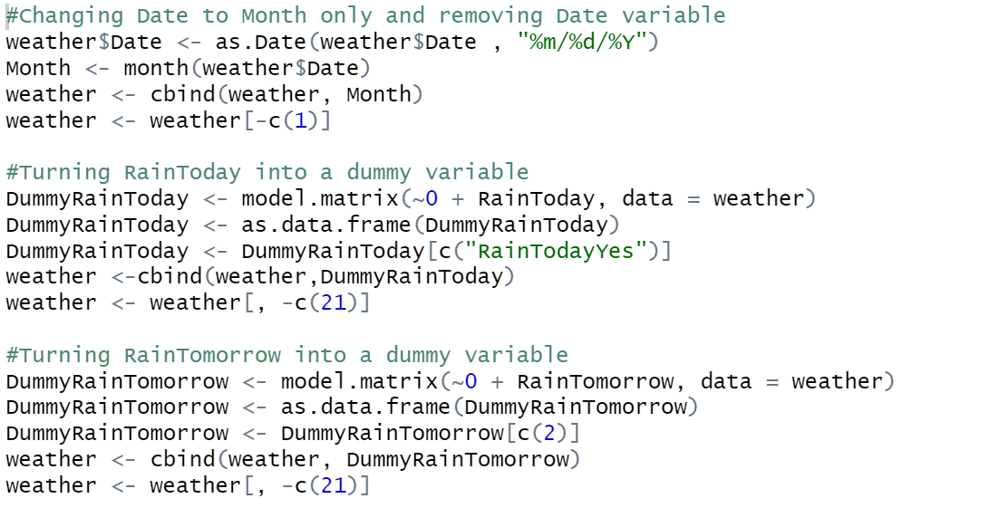 #Changing Date to Month only and removing Date variable
weather$Date <- as.Date(weather$Date , "%m/%d/%Y")
Month <- month(weather$Date)
weather <- cbind(weather, Month)
weather <- weather[-c(1)]
#Turning RainToday into a dummy variable
DummyRainToday <- model.matrix(~0 + RainToday, data = weather)
DummyRainToday <- as.data.frame(DummyRainToday)
DummyRainToday <- DummyRainToday[c("RainTodayYes")]
weather <-cbind(weather,DummyRainToday)
weather <- weather[, -c(21)]
#Turning RainTomorrow into a dummy variable
DummyRainTomorrow <- model.matrix(~0 + RainTomorrow, data = weather)
DummyRainTomorrow <- as.data.frame(DummyRainTomorrow)
DummyRainTomorrow <- DummyRainTomorrow[c(2)]
weather <- cbind(weather, DummyRainTomorrow)
weather <- weather[, -c(21)]